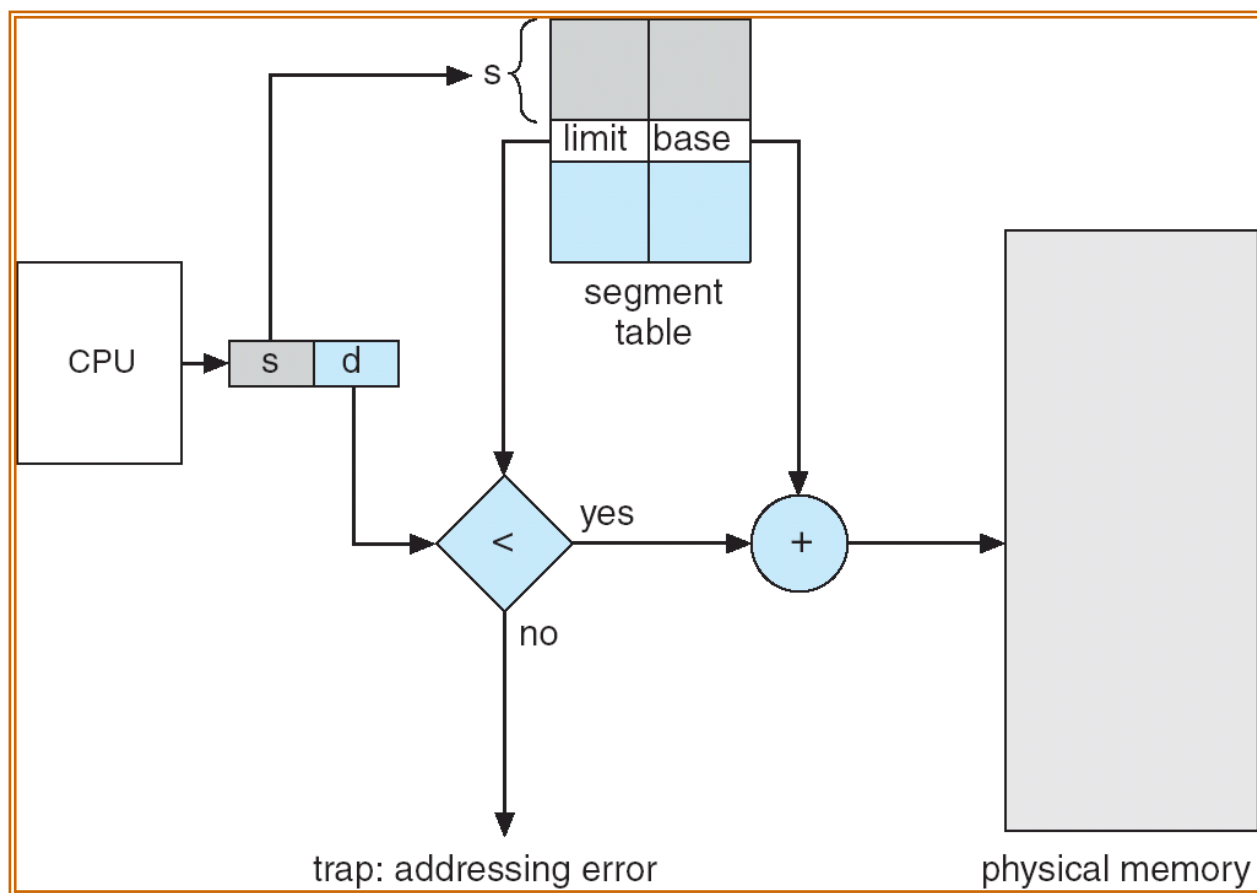 s
limit base
segment
table
CPU
s d
<
yes
+
no
trap: addressing error
physical memory